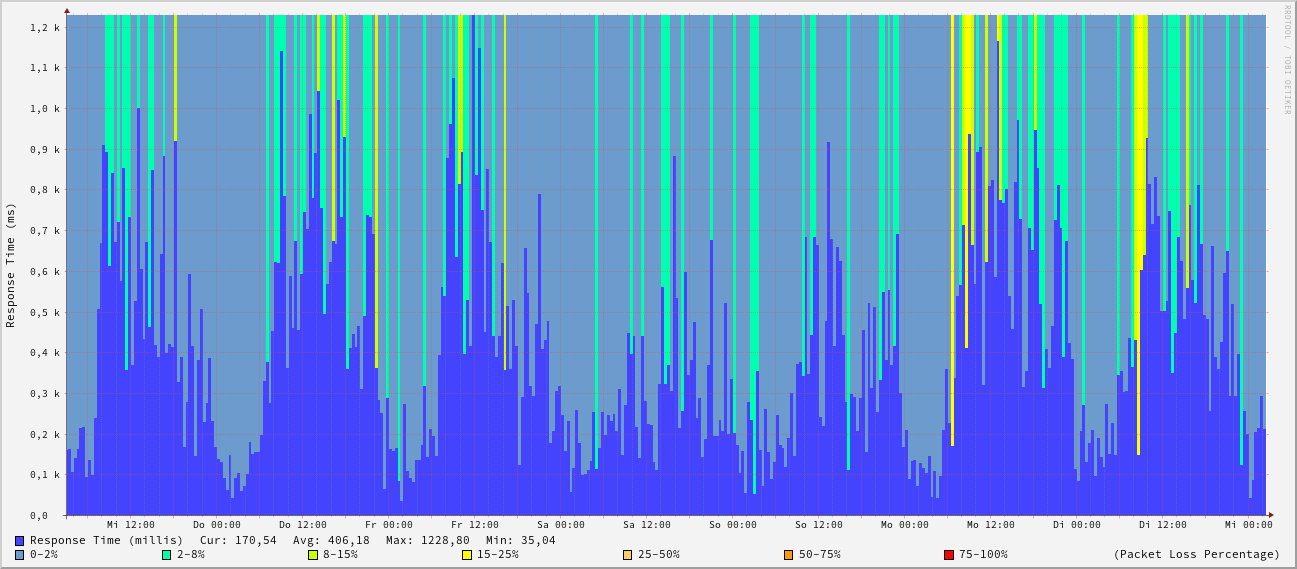 RRDTOOL / TOBI OETIKER
Response Time (ms)
1,2 k
1,1 k
1,0 k
0,9 k
0,8 k
0,7 k
0,6 k
0,5 k
0,4 k
0,3 k
0,2 k
0,1 k
0,0
Mi 12:00 Do 00:00 Do 12:00 Fr 00:00 Fr 12:00 Sa 00:00 Sa 12:00 So 00:00 So 12:00 Mo 00:00 Mo 12:00 Di 00:00 Di 12:00 Mi 00:00
Response Time (millis) Cur: 170,54 Avg: 406,18 Max: 1228,80 Min: 35,04
0-2% 2-8% 8-15% 15-25% 25-50% 50-75% 75-100% (Packet Loss Percentage)